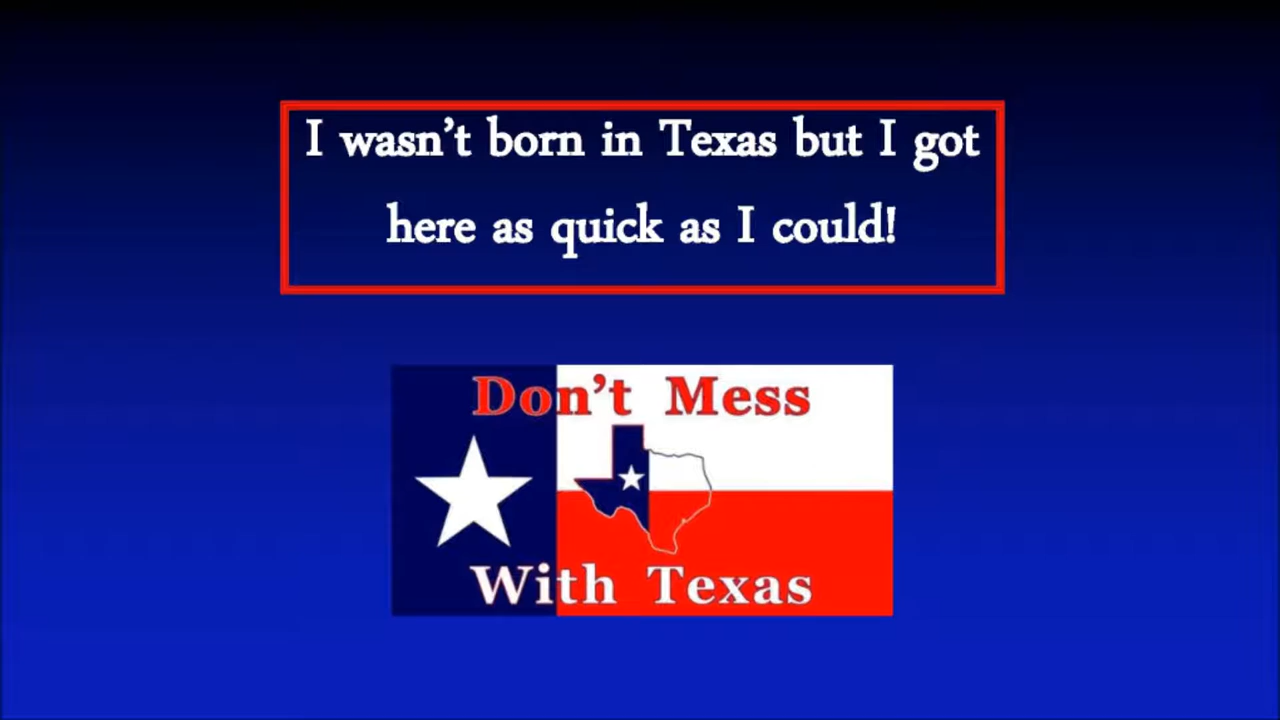 I wasn't born in Texas but I got
here as quick as I could!
Don't Mess
With Texas